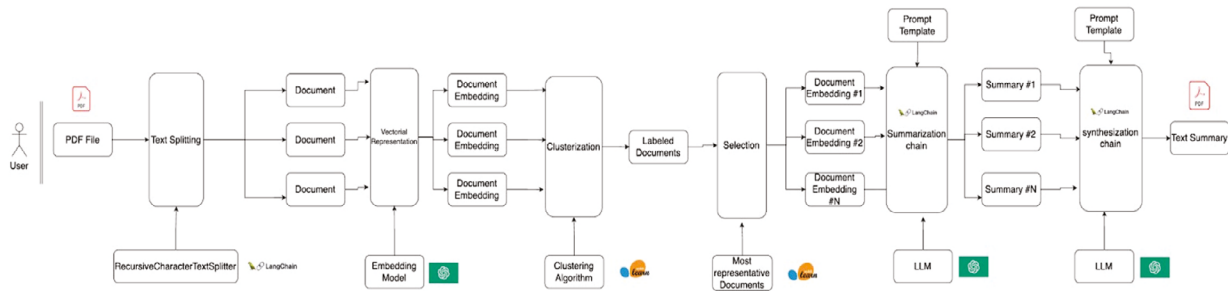 Prompt
Template
Prompt
Template
PDF
User
PDF File
Text Splitting
Document
Document
Document
Vectorial
Representation
Document
Embedding
Document
Embedding
Document
Embedding
Clusterization
Labeled
Documents
Selection
Document
Embedding #1
Document
Embedding #2
Document
Embedding
#N
LangChain
Summarization
chain
Summary #1
Summary #2
Summary #N
LangChain
synthesization
chain
PDF
Text Summary
RecursiveCharacterTextSplitter
LangChain
Embedding
Model
Clustering
Algorithm
learn
Most
representative
Documents
learn
LLM
LLM